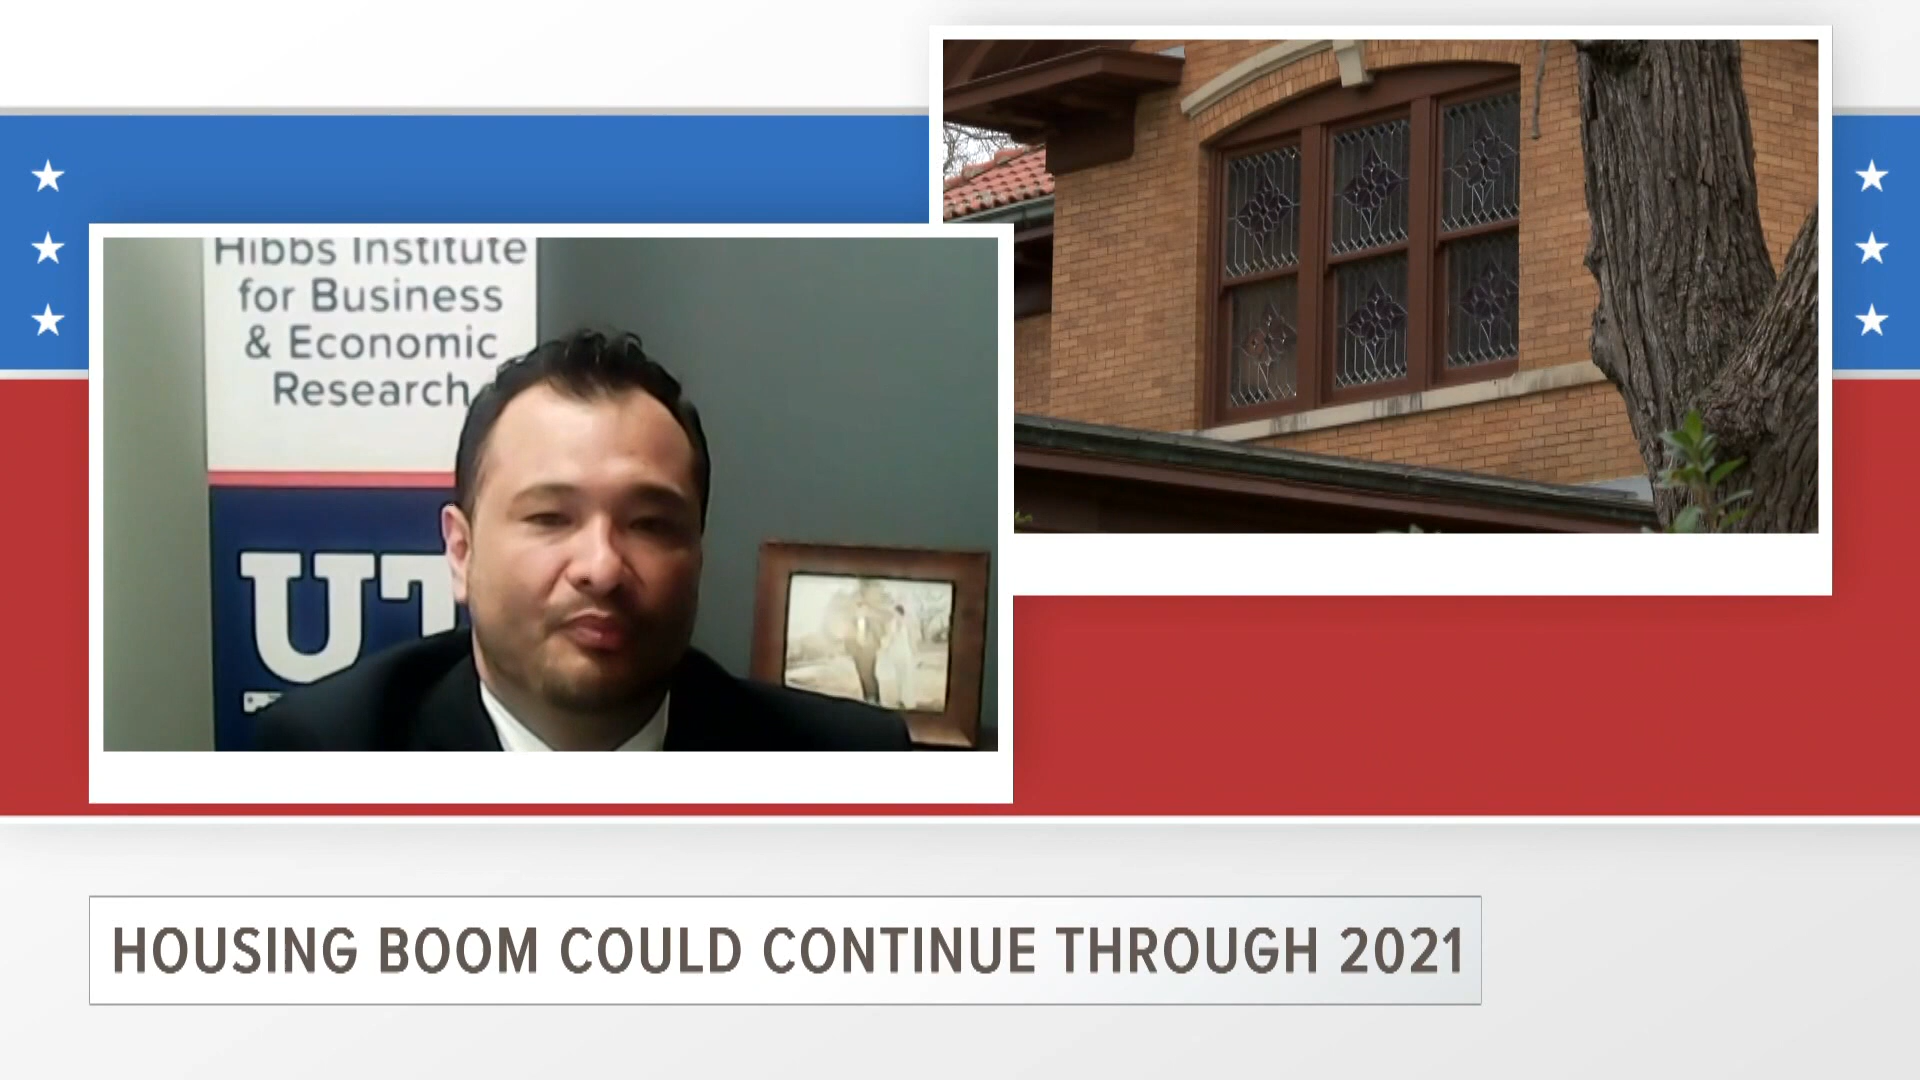 Hibbs Institute
for Business
& Economic
Research
UT
HOUSING BOOM COULD CONTINUE THROUGH 2021